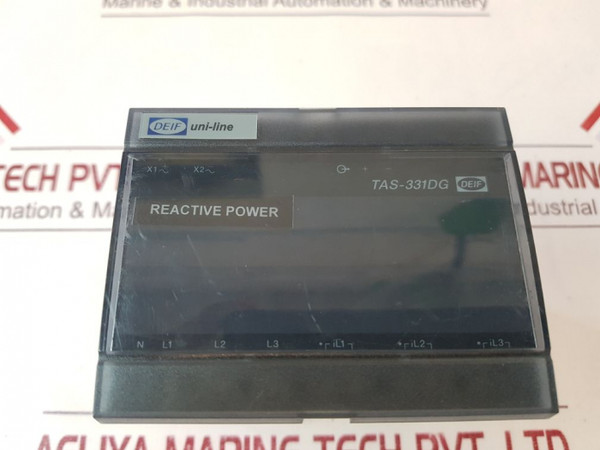 Marine & Industrial Automation & Machinery
DEIF uni-line
X1~ X2~ + -
TAS-331DG DEIF
REACTIVE POWER
TECH PVT
MARINE
mation & Ma
ndustrial
N L1 L2 L3 *iL1 *iL2 *iL3
AELIYA MARINE TECH PVT. LTD